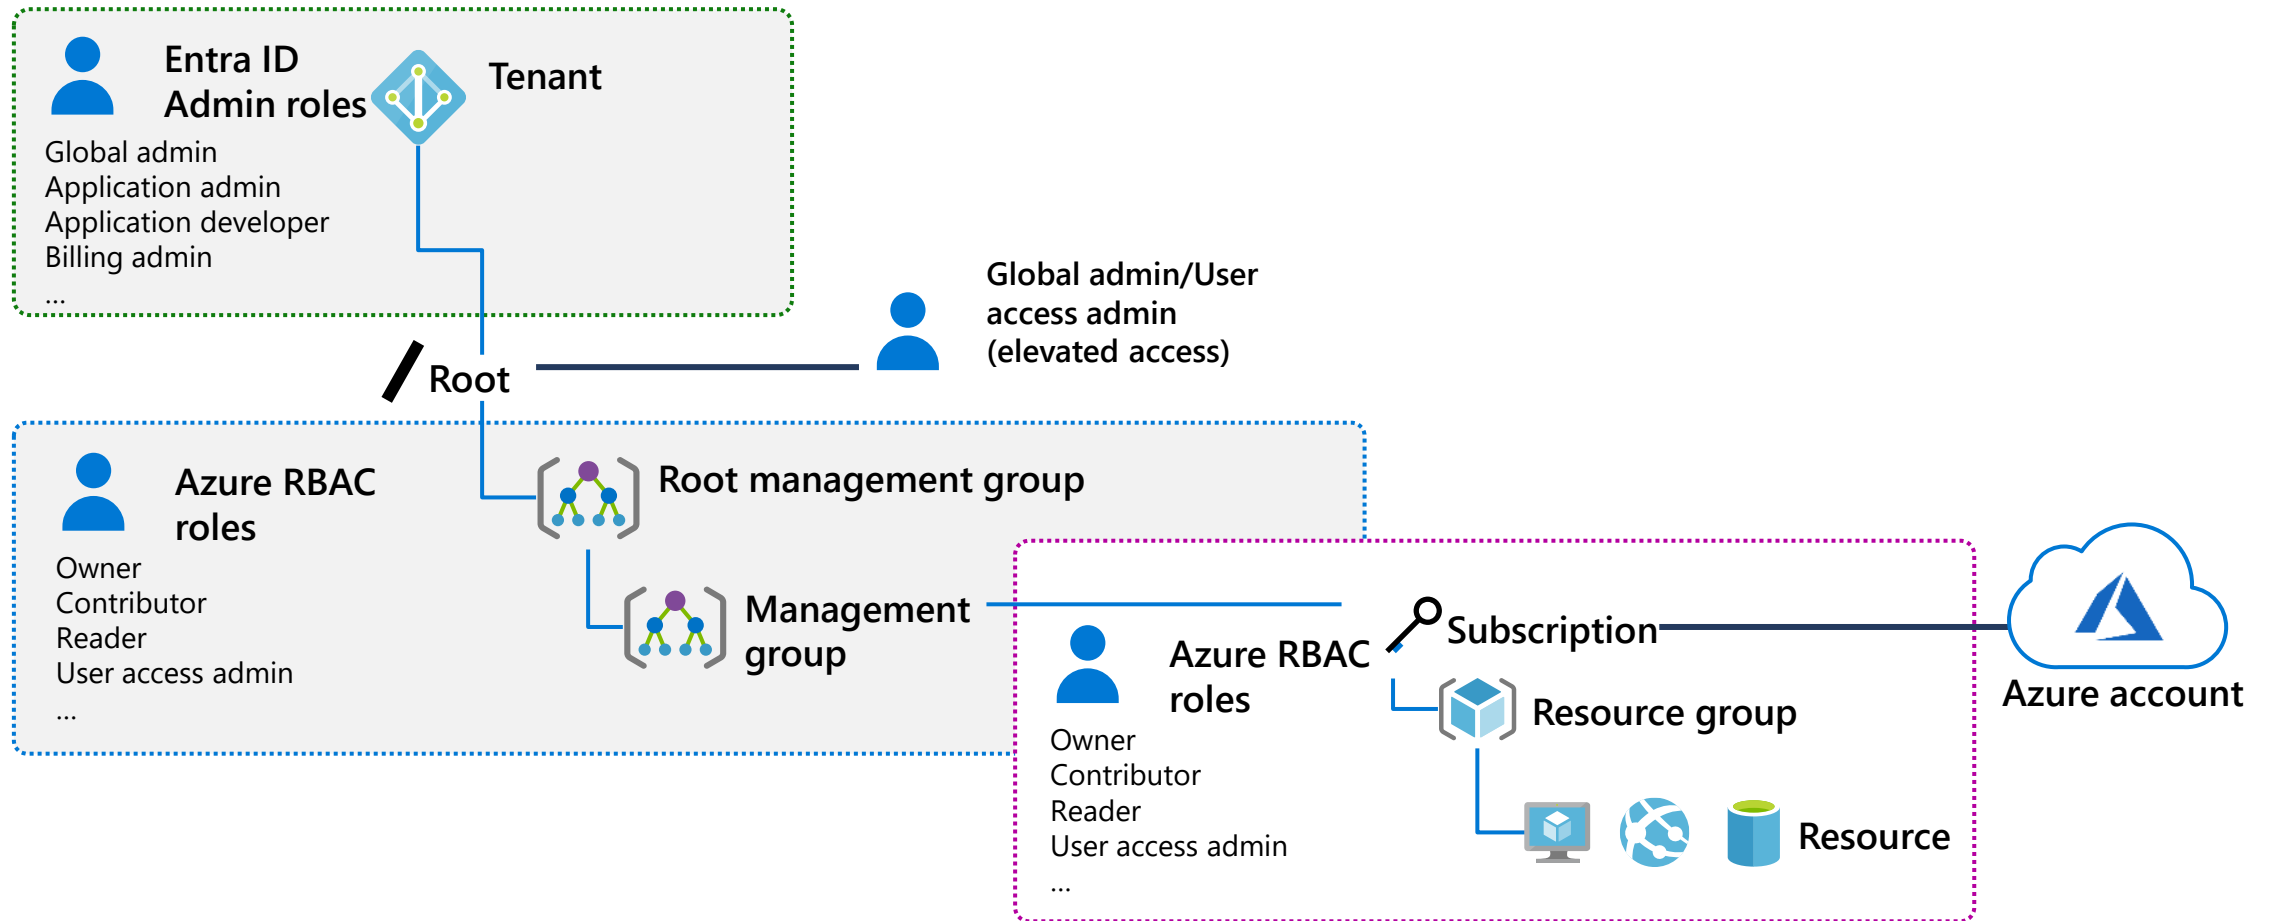 Entra ID
Admin roles
Tenant
Global admin
Application admin
Application developer
Billing admin
...
Global admin/User
access admin
(elevated access)
Root
Azure RBAC
roles
Root management group
Owner
Contributor
Reader
User access admin
...
Management
group
Azure RBAC
roles
Subscription
Resource group
Owner
Contributor
Reader
User access admin
...
Resource
Azure account